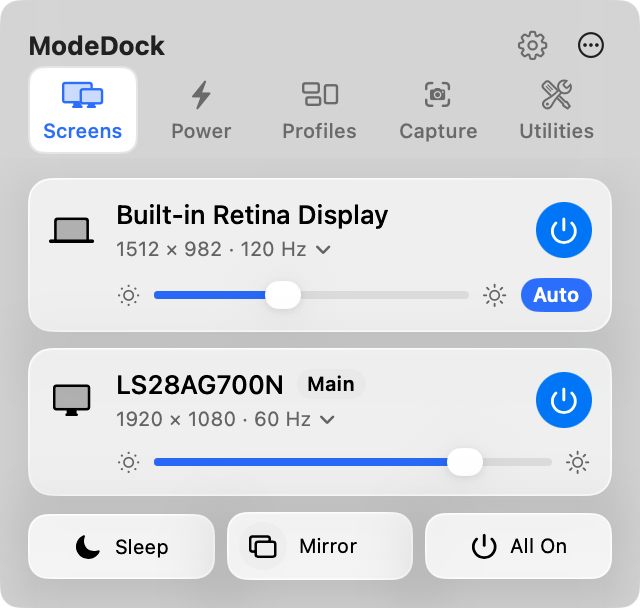 ModeDock
Screens Power Profiles Capture Utilities
Built-in Retina Display
1512 × 982 · 120 Hz
Auto
LS28AG700N Main
1920 × 1080 · 60 Hz
Sleep Mirror All On